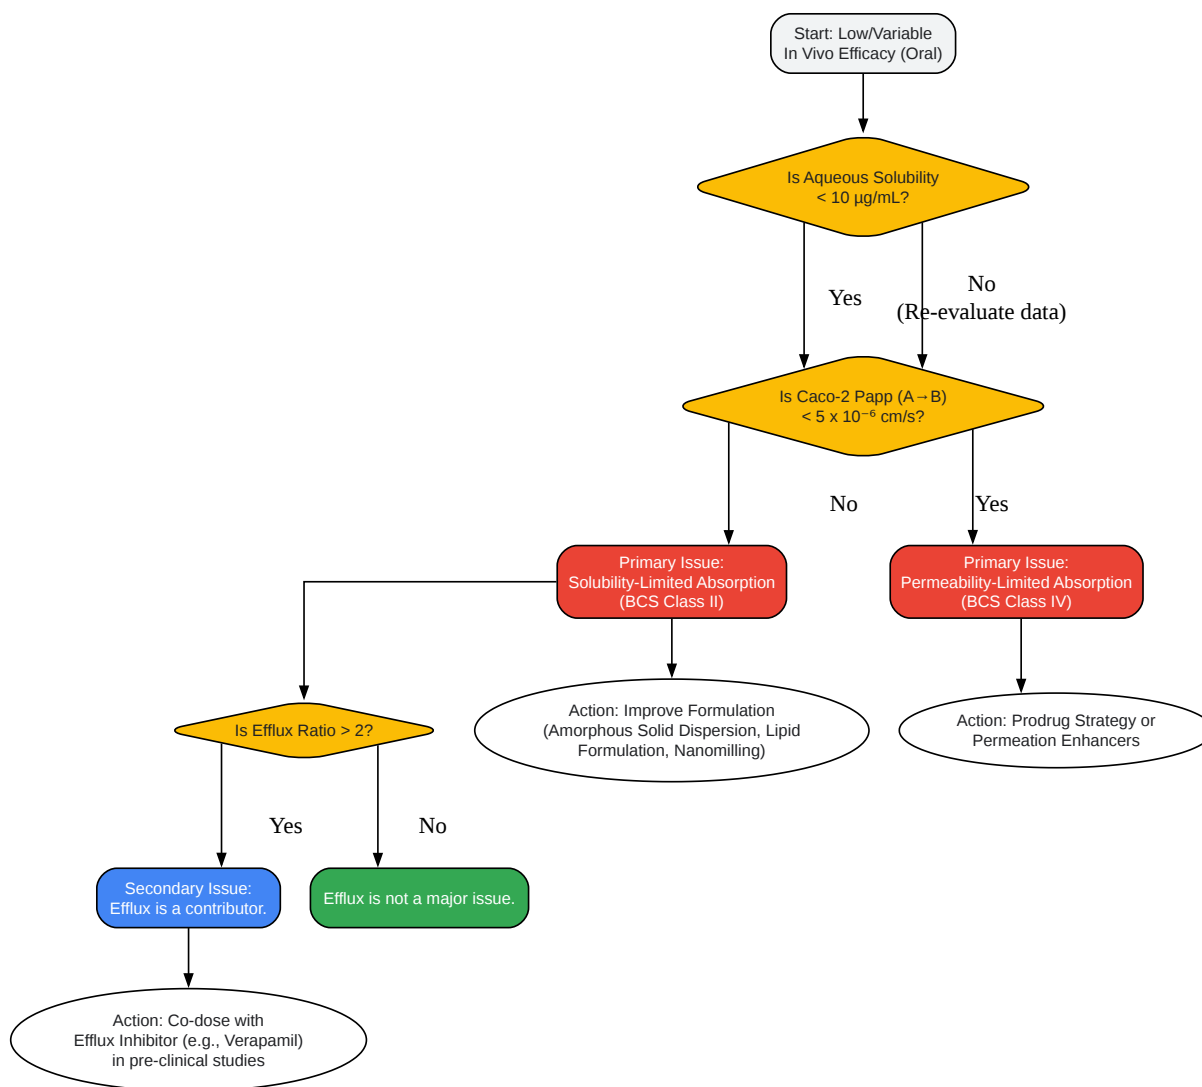 Start: Low/Variable
In Vivo Efficacy (Oral)
Is Aqueous Solubility
< 10 µg/mL?
Yes
No
(Re-evaluate data)
Is Caco-2 Papp (A→B)
< 5 x 10⁻⁶ cm/s?
No
Yes
Primary Issue:
Solubility-Limited Absorption
(BCS Class II)
Primary Issue:
Permeability-Limited Absorption
(BCS Class IV)
Is Efflux Ratio > 2?
Action: Improve Formulation
(Amorphous Solid Dispersion, Lipid
Formulation, Nanomilling)
Action: Prodrug Strategy or
Permeation Enhancers
Yes
No
Secondary Issue:
Efflux is a contributor.
Efflux is not a major issue.
Action: Co-dose with
Efflux Inhibitor (e.g., Verapamil)
in pre-clinical studies